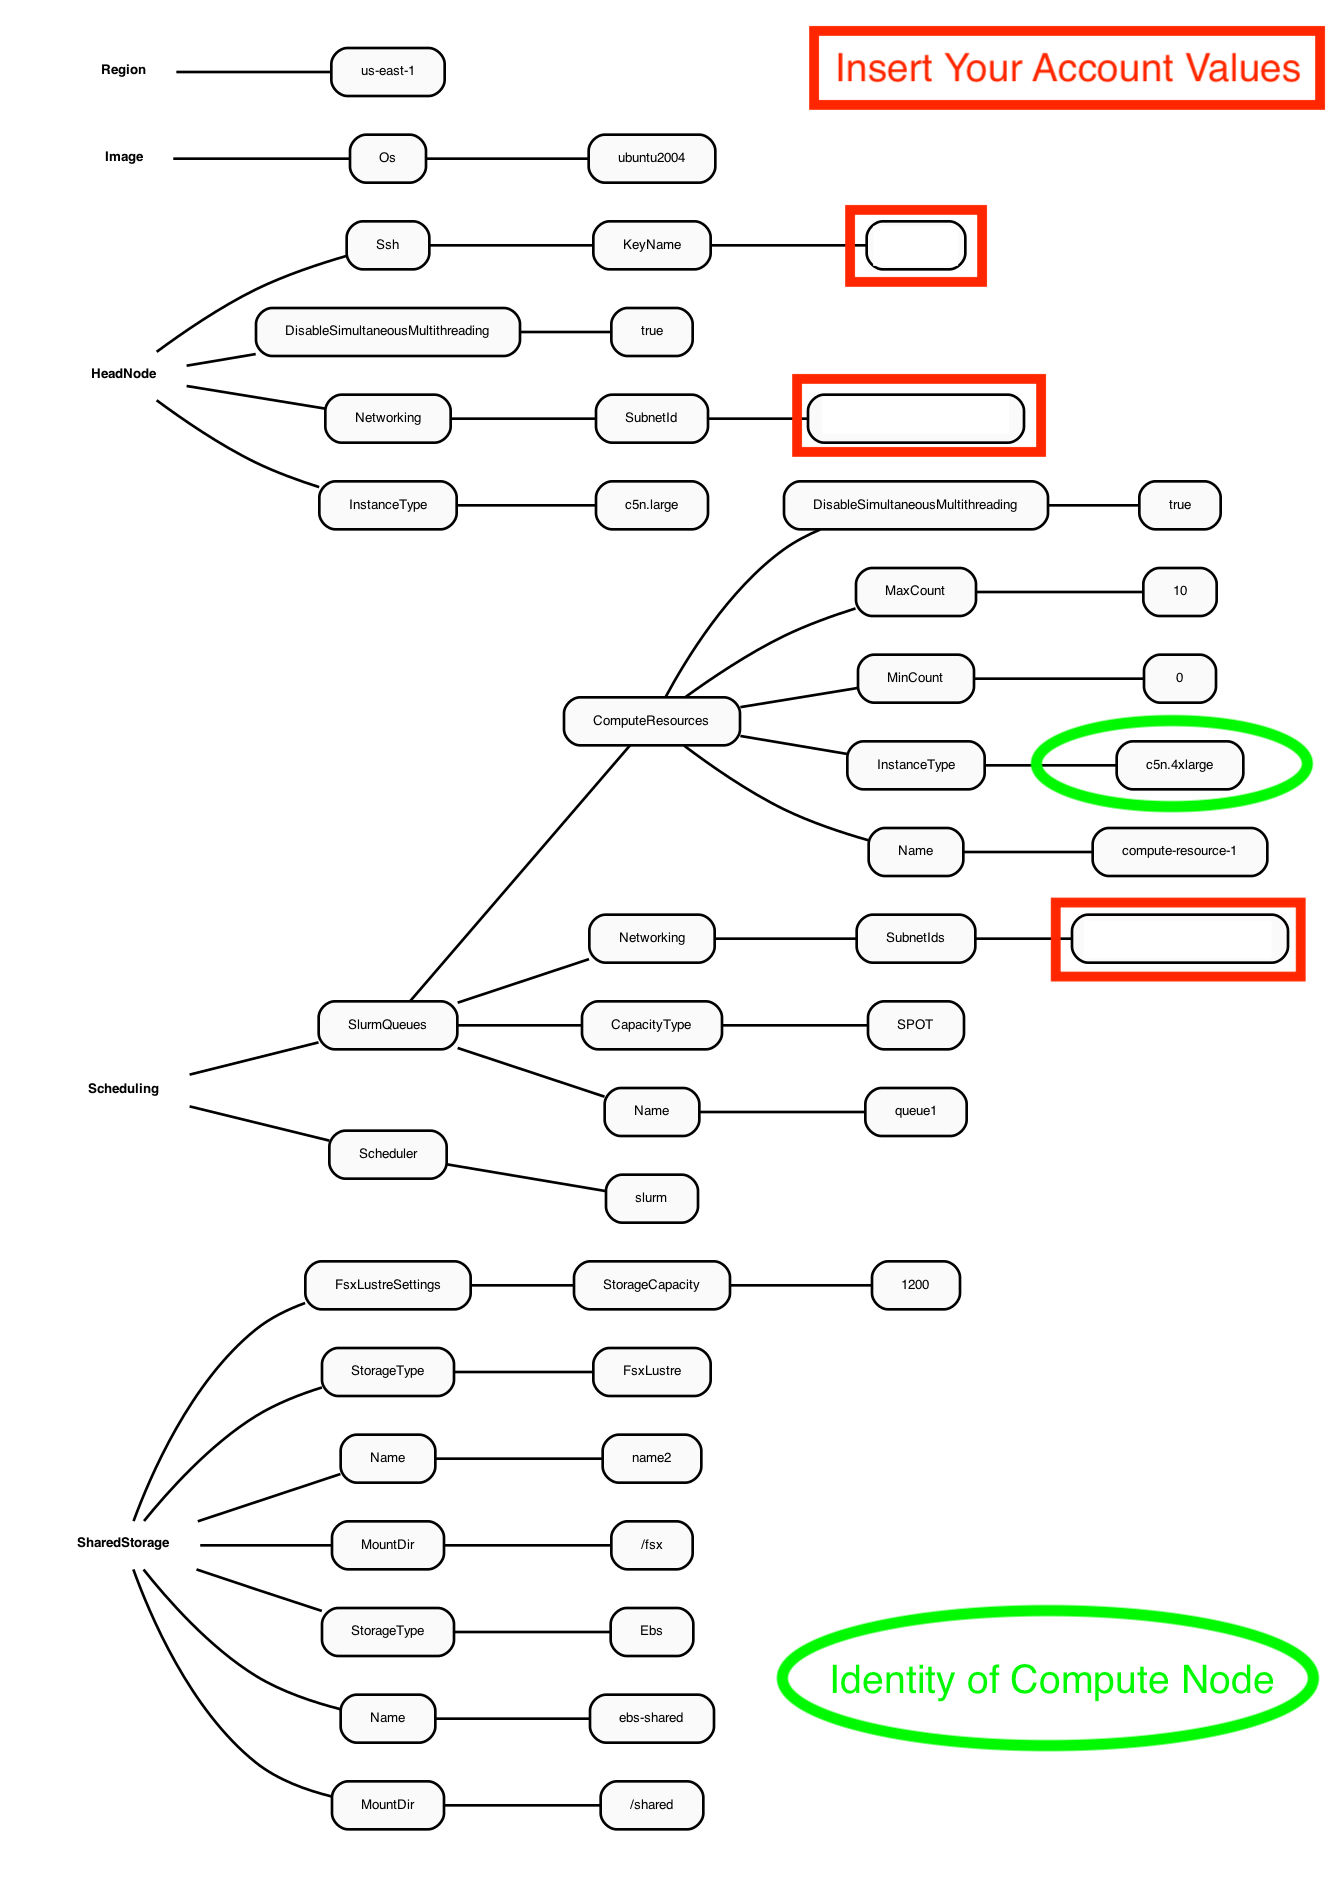 Insert Your Account Values
Region us-east-1
Image Os ubuntu2004
Ssh KeyName
DisableSimultaneousMultithreading true
HeadNode
Networking SubnetId
InstanceType c5n.large
DisableSimultaneousMultithreading true
MaxCount 10
MinCount 0
ComputeResources
InstanceType c5n.4xlarge
Name compute-resource-1
Networking SubnetIds
SlurmQueues CapacityType SPOT
Scheduling
Name queue1
Scheduler
slurm
FsxLustreSettings StorageCapacity 1200
StorageType FsxLustre
Name name2
SharedStorage MountDir /fsx
StorageType Ebs
Identity of Compute Node
Name ebs-shared
MountDir /shared